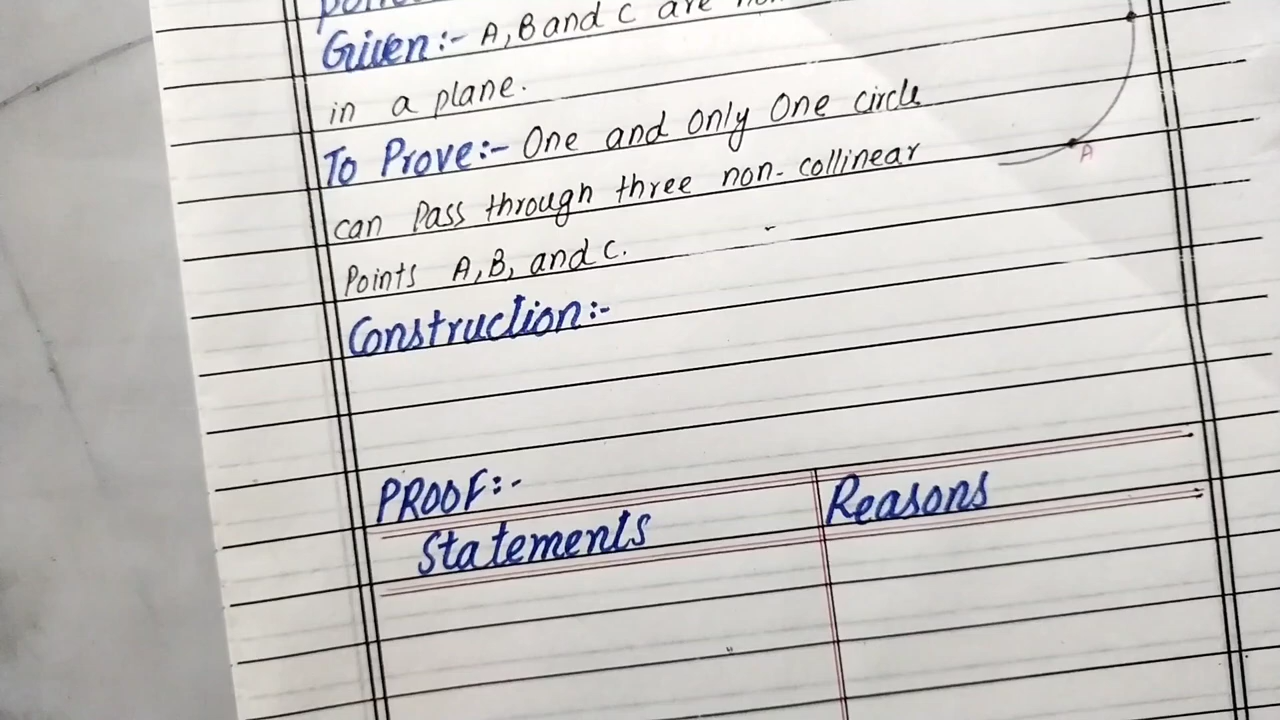 Given:- A, B and C are
in a plane.
To Prove:- One and only One circle
can Pass through three non-collinear
Points A, B, and C.
Construction:-
PROOF:-
Statements
Reasons
A